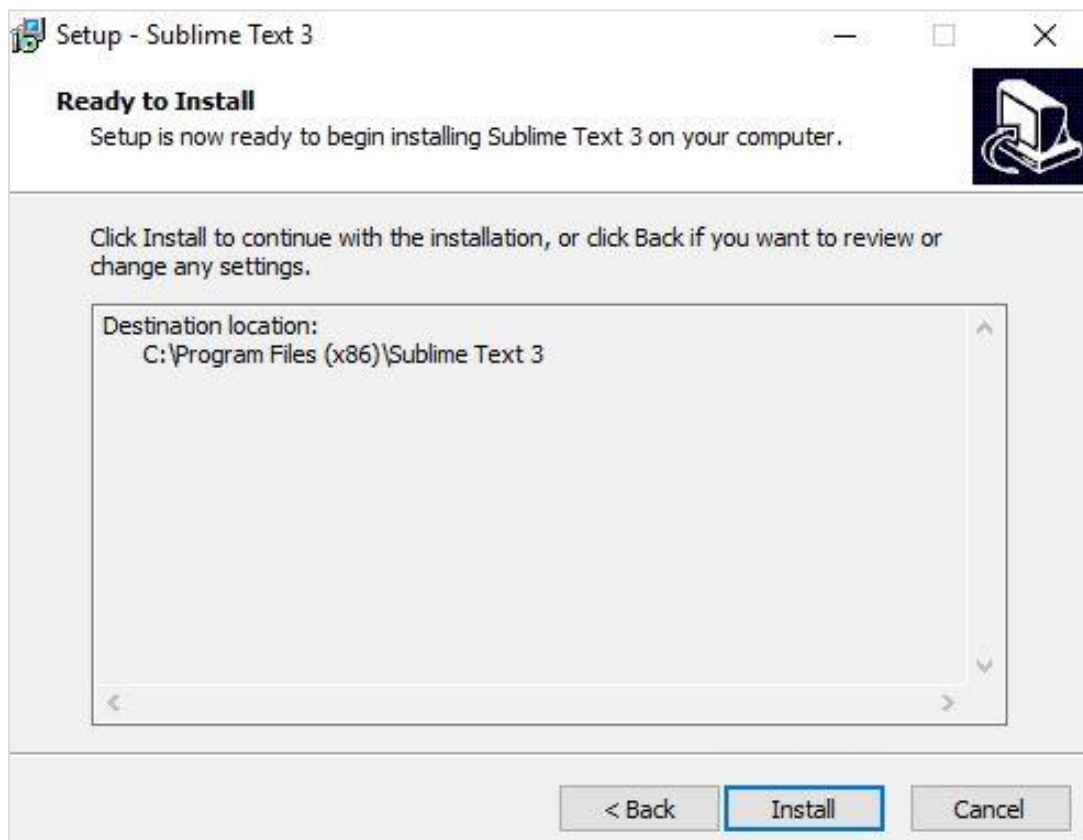 Setup - Sublime Text 3
Ready to Install
Setup is now ready to begin installing Sublime Text 3 on your computer.
Click Install to continue with the installation, or click Back if you want to review or
change any settings.
Destination location:
C:\Program Files (x86)\Sublime Text 3
< Back
Install
Cancel